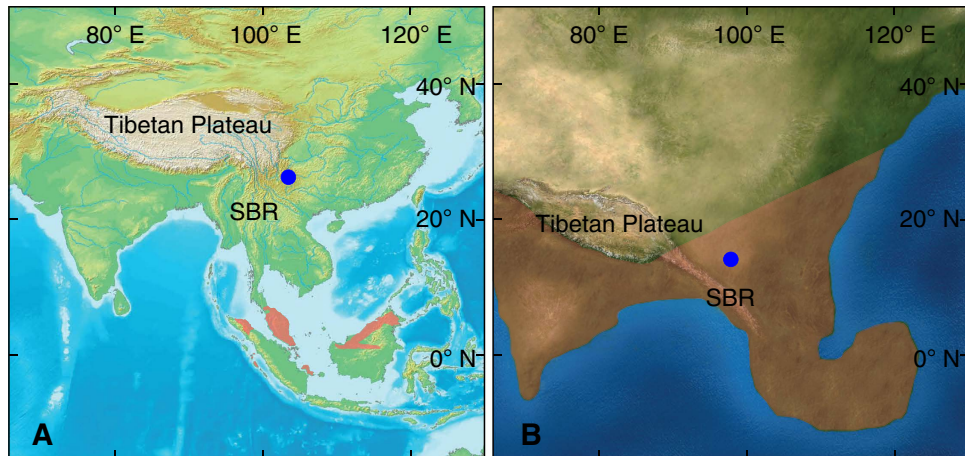 80° E 100° E 120° E
40° N
Tibetan Plateau
SBR
20° N
0° N
A
80° E 100° E 120° E
40° N
Tibetan Plateau
20° N
SBR
0° N
B